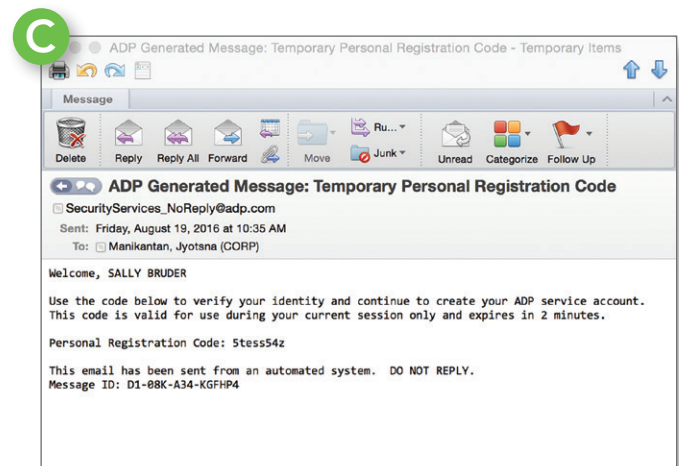 C
ADP Generated Message: Temporary Personal Registration Code - Temporary Items
Message
Delete Reply Reply All Forward Move Ru... Junk Unread Categorize Follow Up
ADP Generated Message: Temporary Personal Registration Code
SecurityServices_NoReply@adp.com
Sent: Friday, August 19, 2016 at 10:35 AM
To: Manikantan, Jyotsna (CORP)
Welcome, SALLY BRUDER
Use the code below to verify your identity and continue to create your ADP service account.
This code is valid for use during your current session only and expires in 2 minutes.
Personal Registration Code: 5tess54z
This email has been sent from an automated system. DO NOT REPLY.
Message ID: D1-08K-A34-KGFHP4